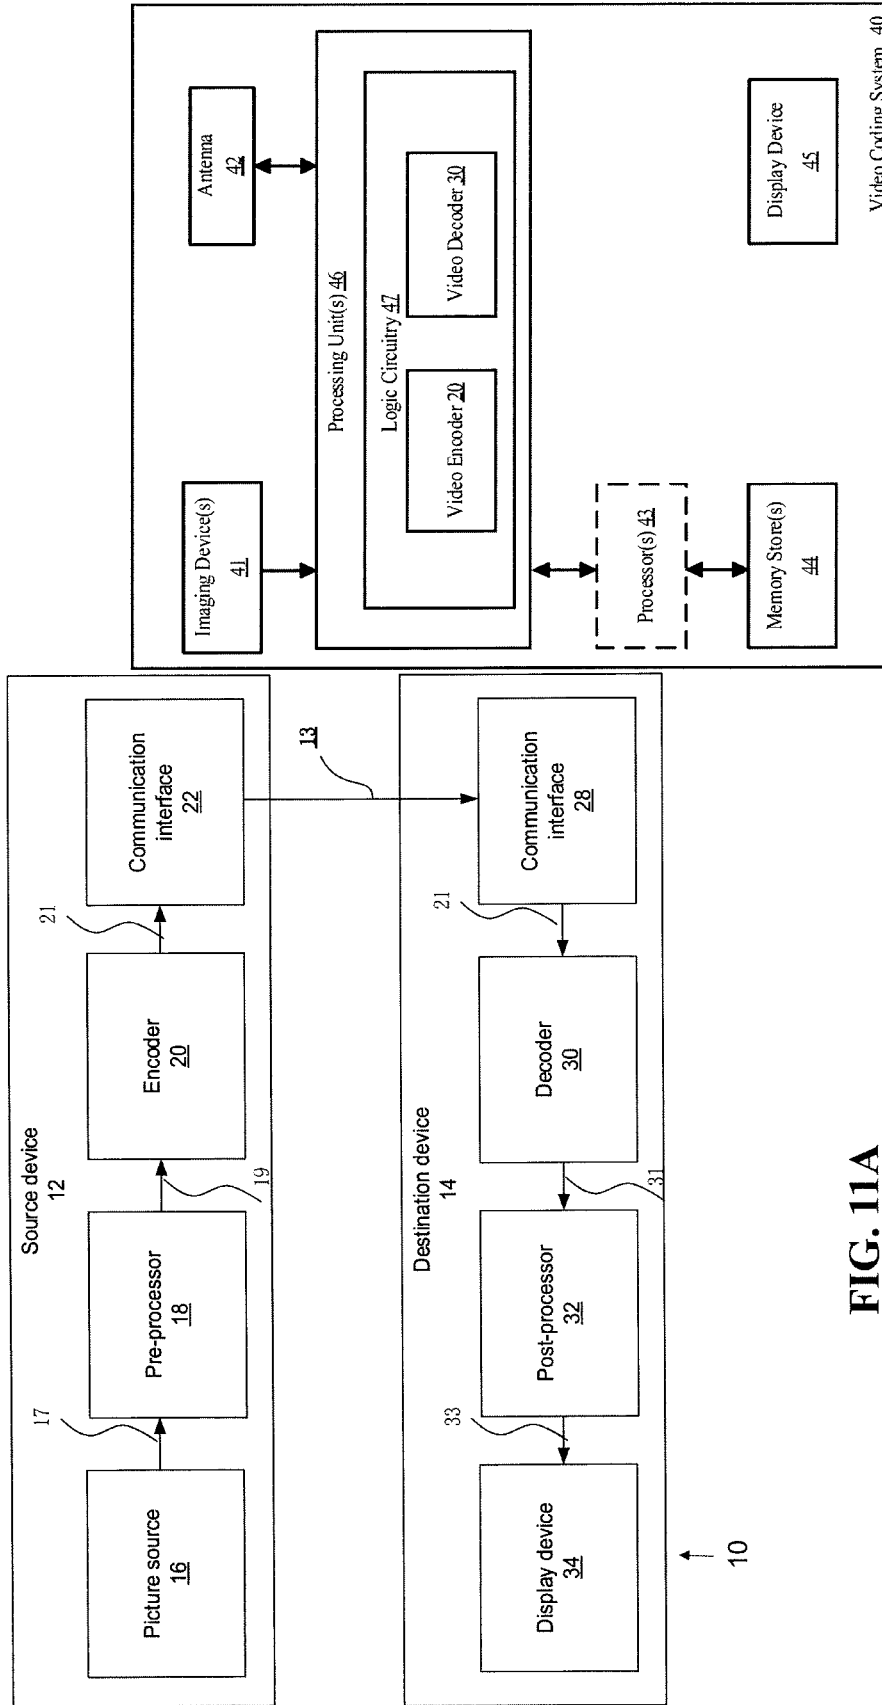 Source device
12
Picture source
16
17
Pre-processor
18
19
Encoder
20
21
Communication
interface
22
13
Destination device
14
Display device
34
33
Post-processor
32
31
Decoder
30
21
Communication
interface
28
10
FIG. 11A
Imaging Device(s)
41
Antenna
42
Processing Unit(s) 46
Logic Circuitry 47
Video Encoder 20
Video Decoder 30
Processor(s) 43
Memory Store(s)
44
Display Device
45
Video Coding System 40